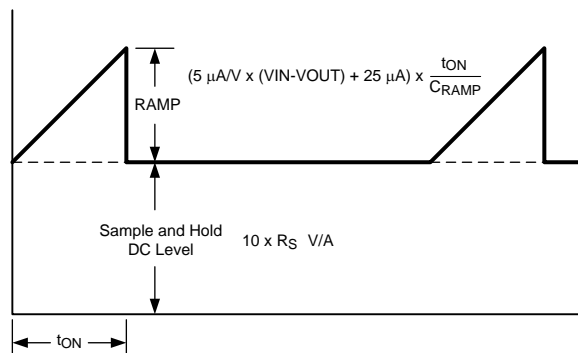 (5 μA/V x (VIN-VOUT) + 25 μA) x tON
CRAMP
RAMP
Sample and Hold
DC Level
10 x RS V/A
tON